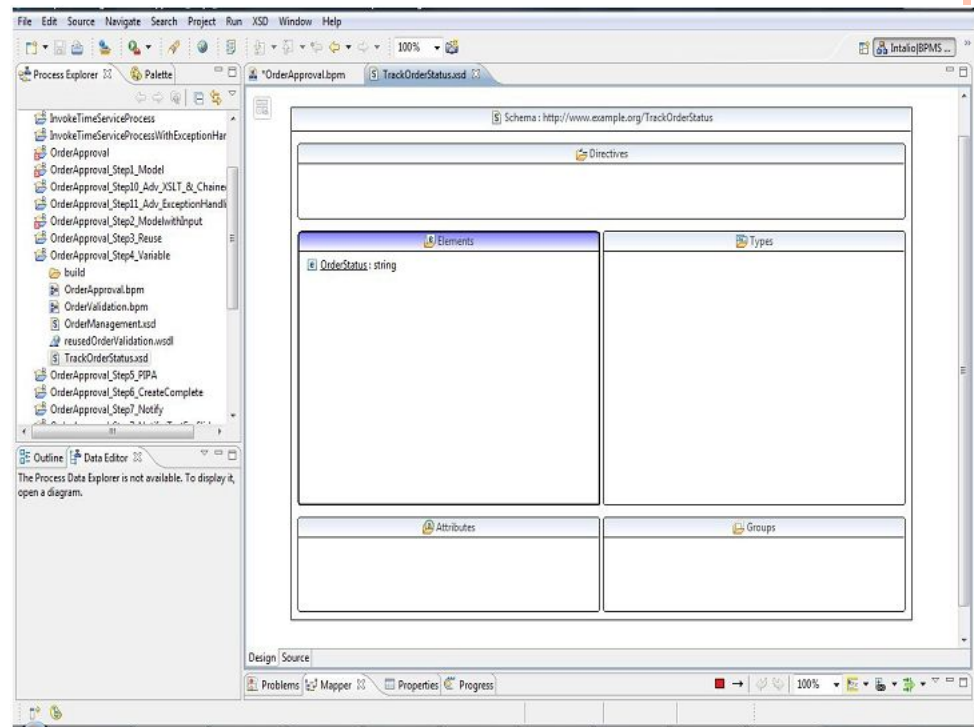 File Edit Source Navigate Search Project Run XSD Window Help
100%
Intalio|BPMS ...
Process Explorer
Palette
*OrderApproval.bpm
TrackOrderStatus.xsd
InvokeTimeServiceProcess
InvokeTimeServiceProcessWithExceptionHar
OrderApproval
OrderApproval_Step1_Model
OrderApproval_Step10_Adv_XSLT_&_Chaine
OrderApproval_Step11_Adv_ExceptionHandli
OrderApproval_Step2_ModelwithInput
OrderApproval_Step3_Reuse
OrderApproval_Step4_Variable
build
OrderApproval.bpm
OrderValidation.bpm
OrderManagement.xsd
reusedOrderValidation.wsdl
TrackOrderStatus.xsd
OrderApproval_Step5_PIPA
OrderApproval_Step6_CreateComplete
OrderApproval_Step7_Notify
Outline
Data Editor
The Process Data Explorer is not available. To display it,
open a diagram.
Schema : http://www.example.org/TrackOrderStatus
Directives
Elements
OrderStatus : string
Types
Attributes
Groups
Design Source
Problems
Mapper
Properties
Progress
100%